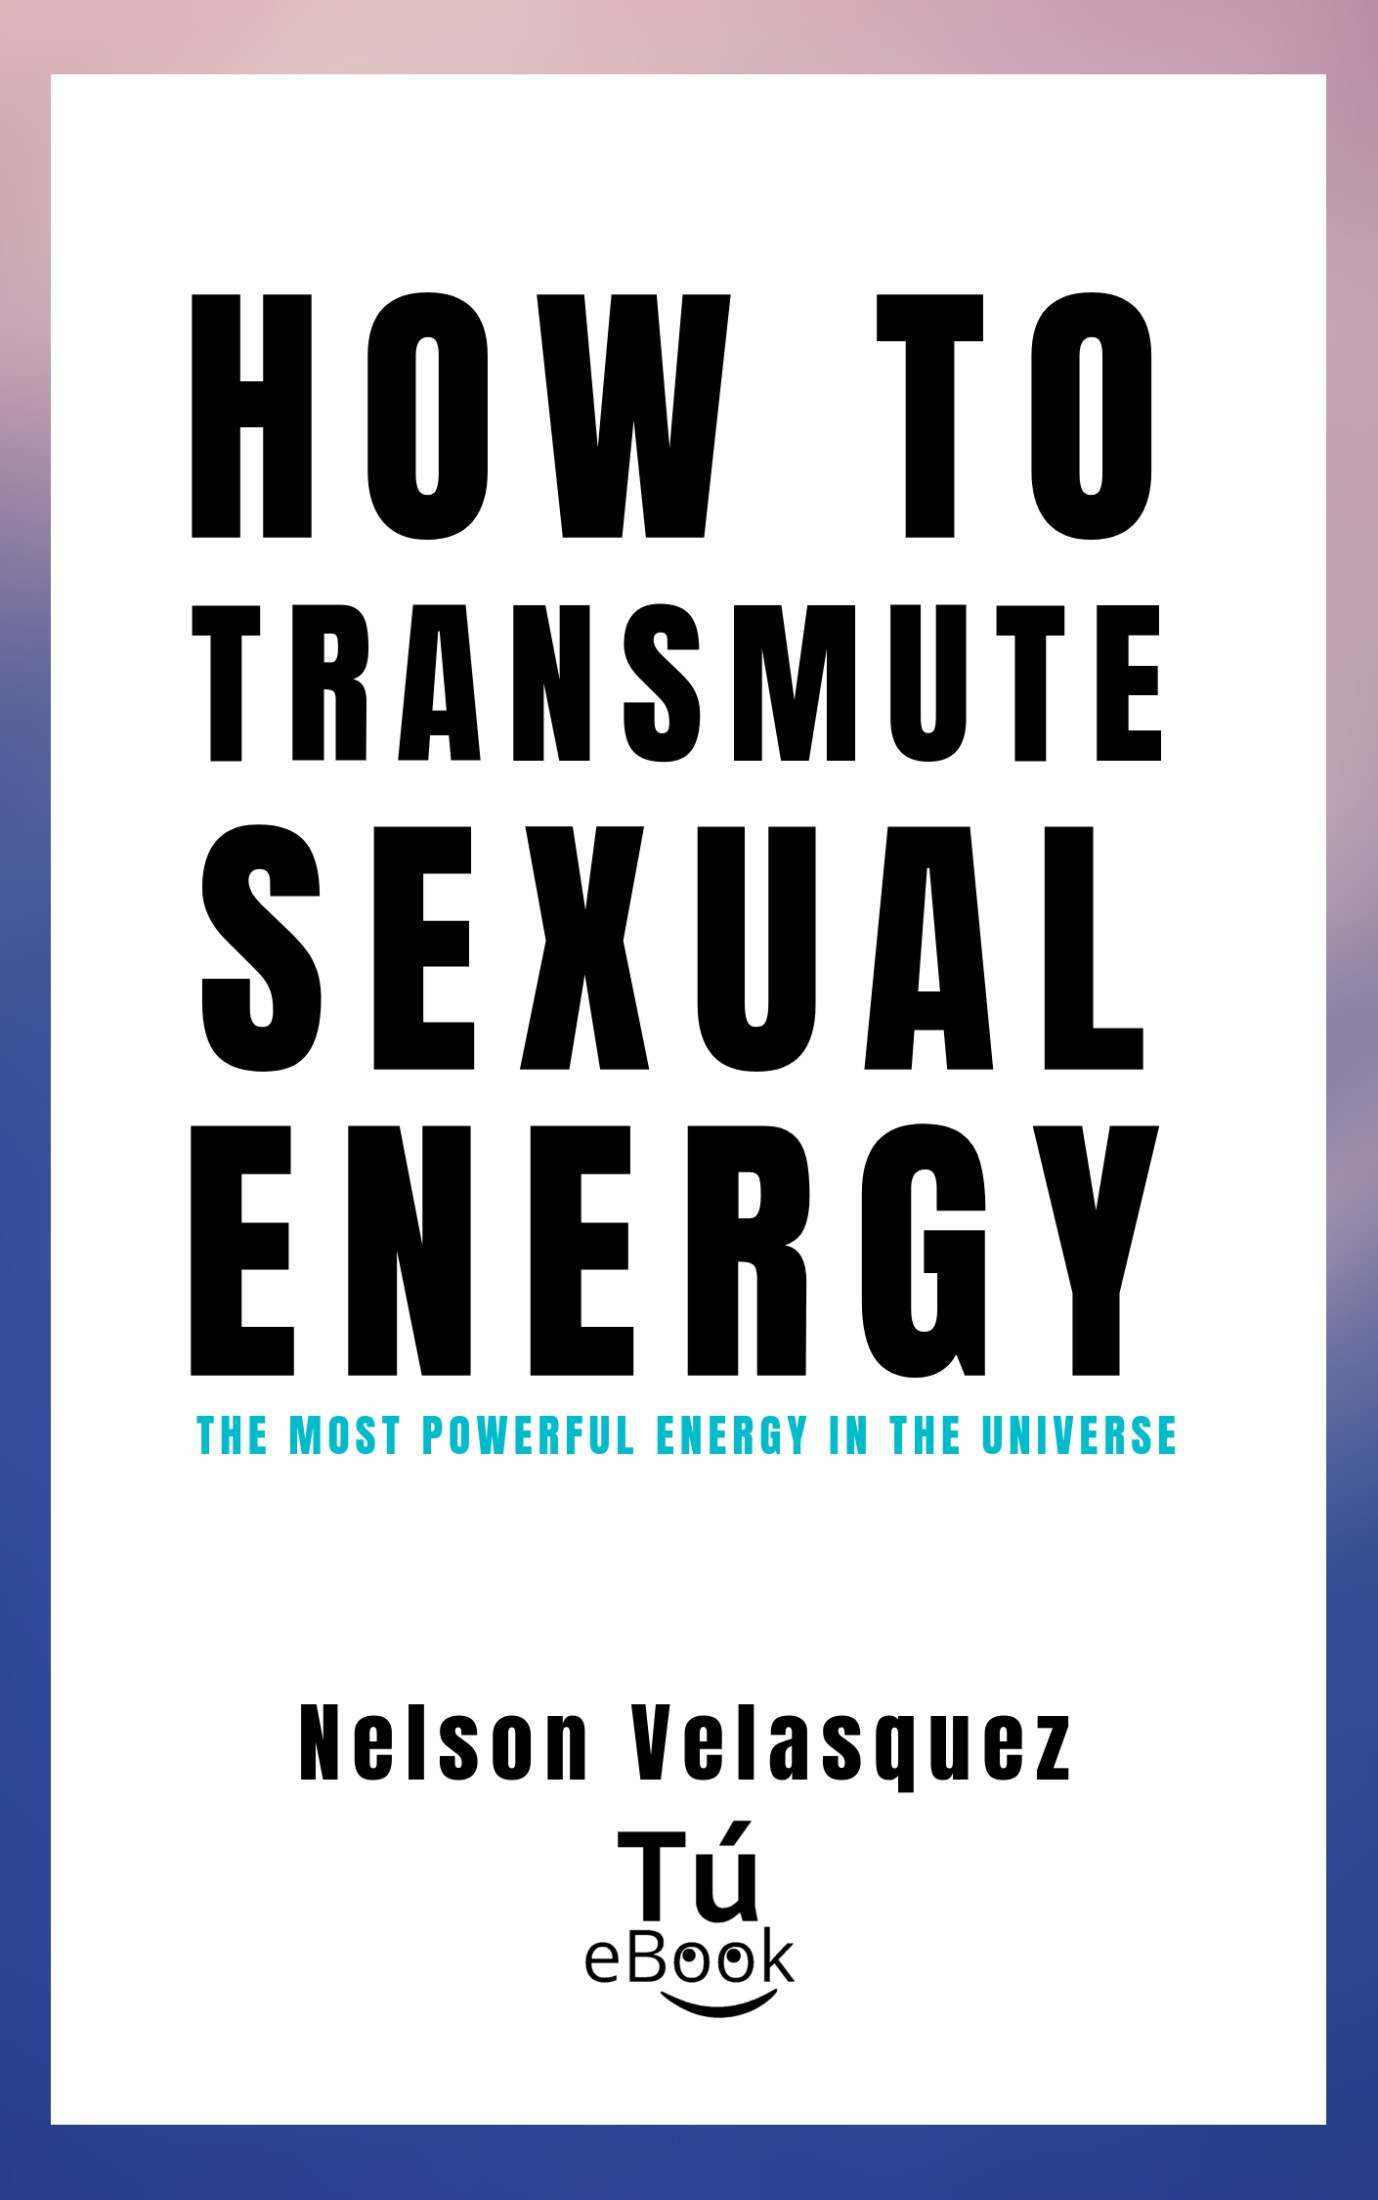 HOW TO
TRANSMUTE
SEXUAL
ENERGY
THE MOST POWERFUL ENERGY IN THE UNIVERSE
Nelson Velasquez
Tú
eBook